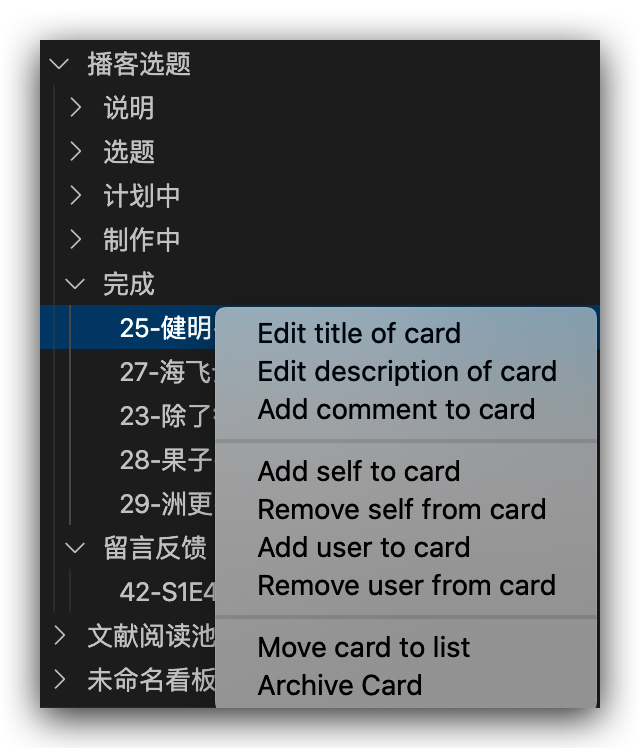 播客选题
说明
选题
计划中
制作中
完成
25-健明
27-海飞
23-除了
28-果子
29-洲更
留言反馈
42-S1E4
文献阅读池
未命名看板
Edit title of card
Edit description of card
Add comment to card
Add self to card
Remove self from card
Add user to card
Remove user from card
Move card to list
Archive Card